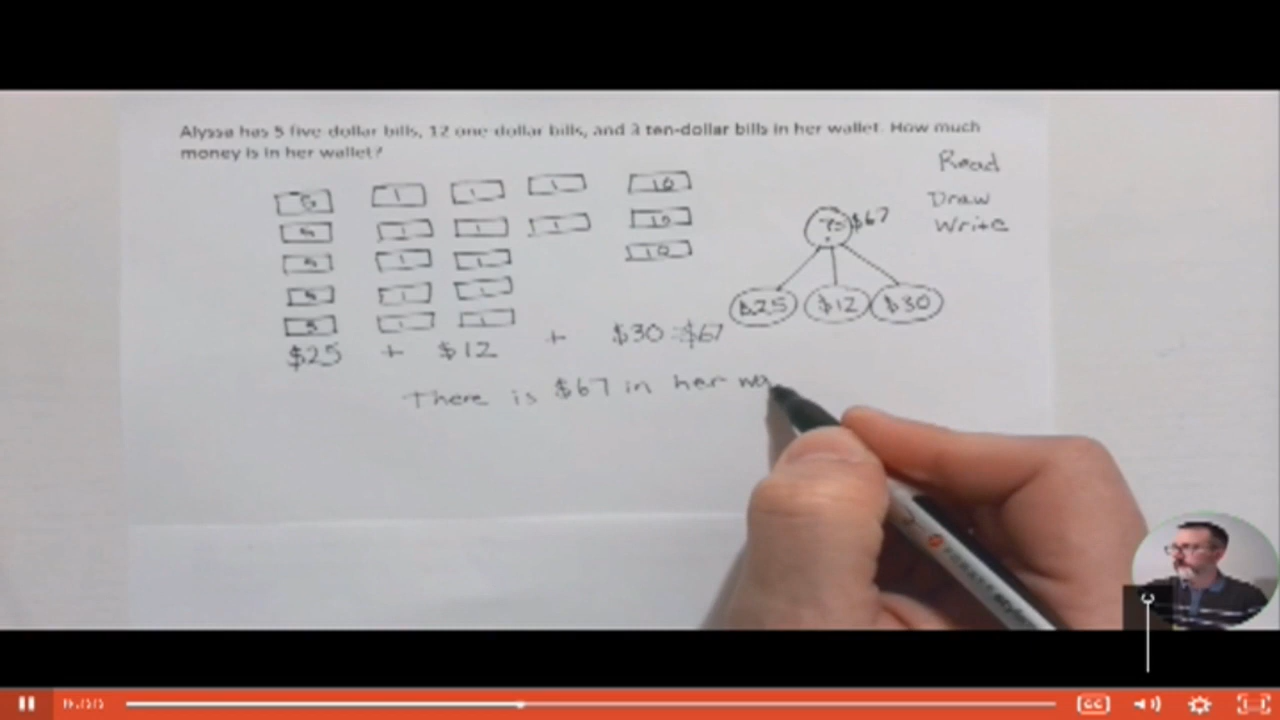 Alyssa has 5 five-dollar bills, 12 one-dollar bills, and 3 ten-dollar bills in her wallet. How much
money is in her wallet?
Read
Draw
Write
5 1 1 1 10
5 1 1 1 10
5 1 1 10
5 1 1
5 1 1
$25 + $12 + $30 = $67
? $67
$25 $12 $30
There is $67 in her wa
CC